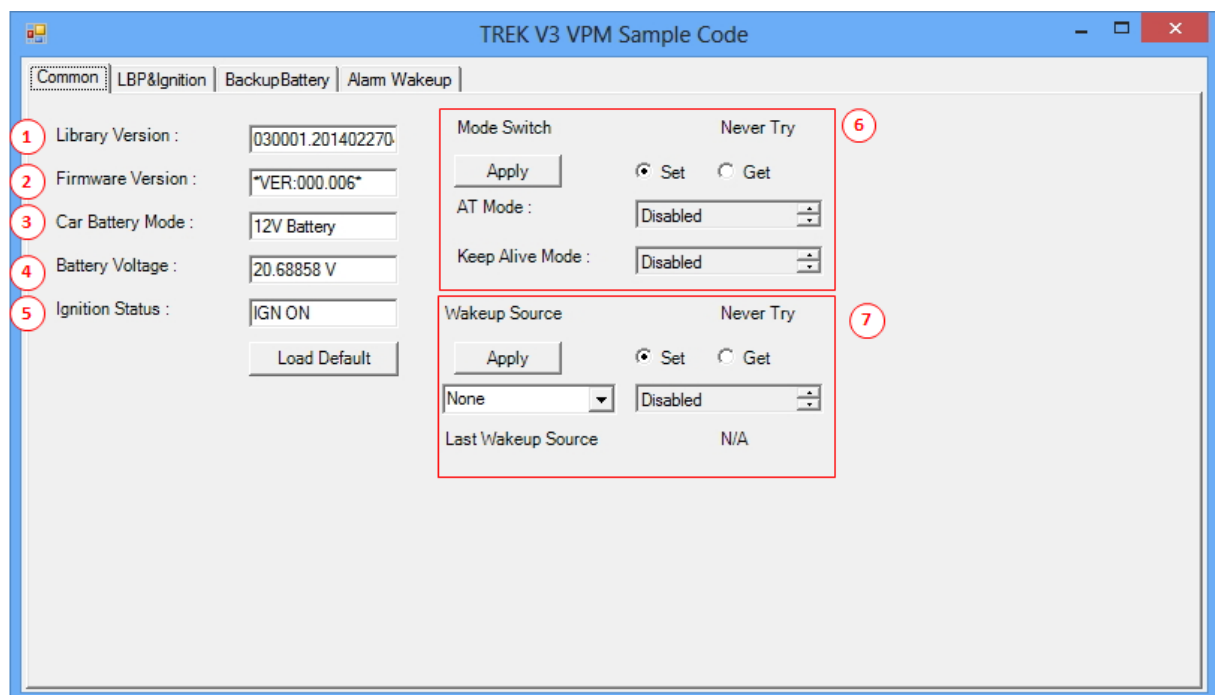 TREK V3 VPM Sample Code
Common LBP&Ignition BackupBattery Alarm Wakeup
1 Library Version : 030001.2014022704
2 Firmware Version : *VER:000.006*
3 Car Battery Mode : 12V Battery
4 Battery Voltage : 20.68858 V
5 Ignition Status : IGN ON
Load Default
Mode Switch Never Try 6
Apply Set Get
AT Mode : Disabled
Keep Alive Mode : Disabled
Wakeup Source Never Try 7
Apply Set Get
None Disabled
Last Wakeup Source N/A